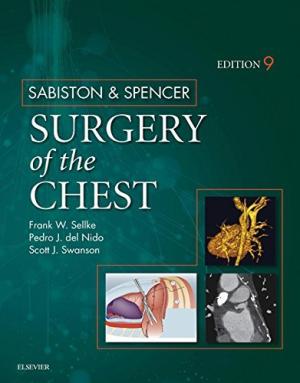 EDITION 9
SABISTON & SPENCER
SURGERY
of the
CHEST
Frank W. Sellke
Pedro J. del Nido
Scott J. Swanson
ELSEVIER